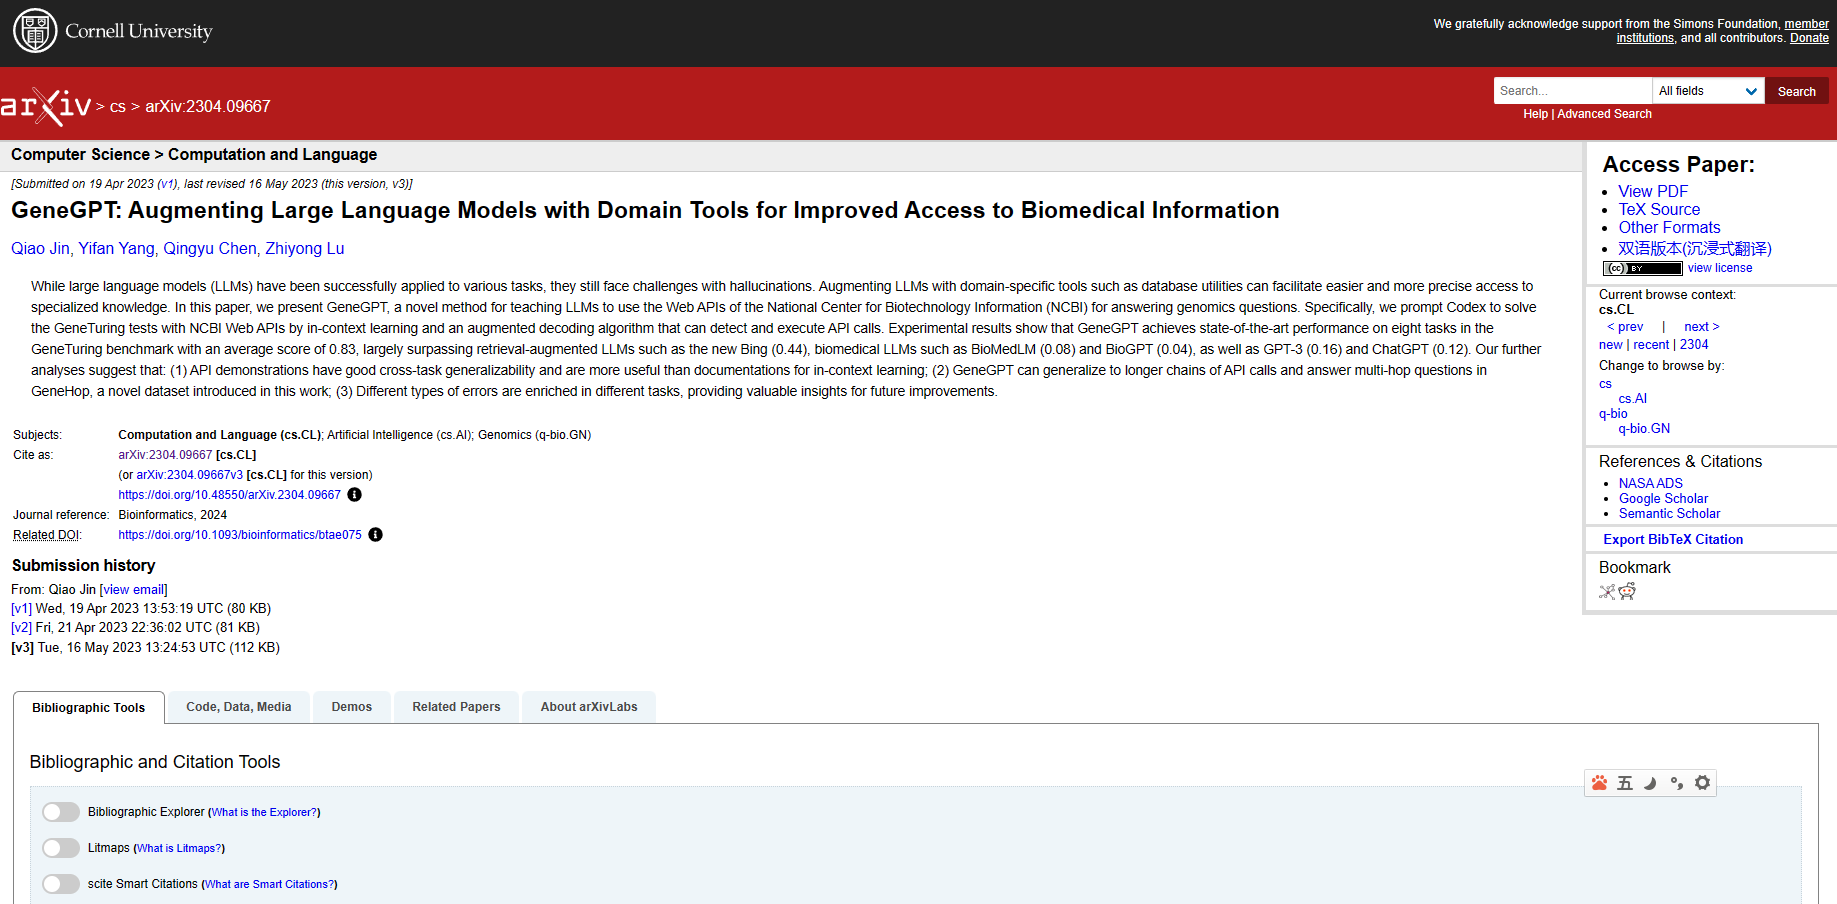 Cornell University
We gratefully acknowledge support from the Simons Foundation, member
institutions, and all contributors. Donate
arXiv > cs > arXiv:2304.09667
Search...
All fields
Search
Help | Advanced Search
Computer Science > Computation and Language
[Submitted on 19 Apr 2023 (v1), last revised 16 May 2023 (this version, v3)]
GeneGPT: Augmenting Large Language Models with Domain Tools for Improved Access to Biomedical Information
Qiao Jin, Yifan Yang, Qingyu Chen, Zhiyong Lu
While large language models (LLMs) have been successfully applied to various tasks, they still face challenges with hallucinations. Augmenting LLMs with domain-specific tools such as database utilities can facilitate easier and more precise access to
specialized knowledge. In this paper, we present GeneGPT, a novel method for teaching LLMs to use the Web APIs of the National Center for Biotechnology Information (NCBI) for answering genomics questions. Specifically, we prompt Codex to solve
the GeneTuring tests with NCBI Web APIs by in-context learning and an augmented decoding algorithm that can detect and execute API calls. Experimental results show that GeneGPT achieves state-of-the-art performance on eight tasks in the
GeneTuring benchmark with an average score of 0.83, largely surpassing retrieval-augmented LLMs such as the new Bing (0.44), biomedical LLMs such as BioMedLM (0.08) and BioGPT (0.04), as well as GPT-3 (0.16) and ChatGPT (0.12). Our further
analyses suggest that: (1) API demonstrations have good cross-task generalizability and are more useful than documentations for in-context learning; (2) GeneGPT can generalize to longer chains of API calls and answer multi-hop questions in
GeneHop, a novel dataset introduced in this work; (3) Different types of errors are enriched in different tasks, providing valuable insights for future improvements.
Subjects: Computation and Language (cs.CL); Artificial Intelligence (cs.AI); Genomics (q-bio.GN)
Cite as: arXiv:2304.09667 [cs.CL]
(or arXiv:2304.09667v3 [cs.CL] for this version)
https://doi.org/10.48550/arXiv.2304.09667
Journal reference: Bioinformatics, 2024
Related DOI: https://doi.org/10.1093/bioinformatics/btae075
Submission history
From: Qiao Jin [view email]
[v1] Wed, 19 Apr 2023 13:53:19 UTC (80 KB)
[v2] Fri, 21 Apr 2023 22:36:02 UTC (81 KB)
[v3] Tue, 16 May 2023 13:24:53 UTC (112 KB)
Access Paper:
View PDF
TeX Source
Other Formats
双语版本(沉浸式翻译)
(cc) BY view license
Current browse context:
cs.CL
< prev | next >
new | recent | 2304
Change to browse by:
cs
cs.AI
q-bio
q-bio.GN
References & Citations
NASA ADS
Google Scholar
Semantic Scholar
Export BibTeX Citation
Bookmark
Bibliographic Tools
Code, Data, Media
Demos
Related Papers
About arXivLabs
Bibliographic and Citation Tools
Bibliographic Explorer (What is the Explorer?)
Litmaps (What is Litmaps?)
scite Smart Citations (What are Smart Citations?)
五